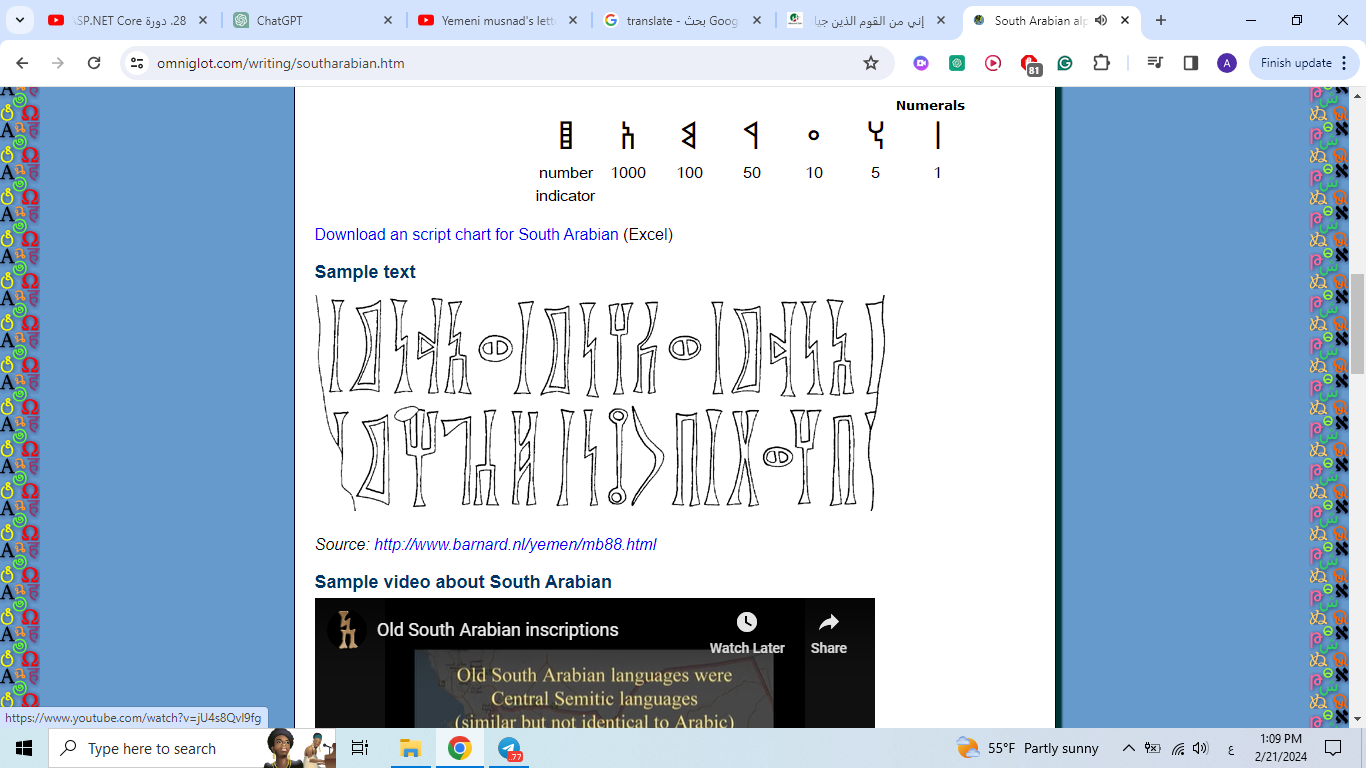 28. دورة SP.NET Core
ChatGPT
Yemeni musnad's lett
translate - بحث Goog
إني من القوم الذين جيا
South Arabian alp
omniglot.com/writing/southarabian.htm
81
A
Finish update
Numerals
𐩽 𐩭 𐩲 𐩾 𐩣 𐩱 𐩿
number 1000 100 50 10 5 1
indicator
Download an script chart for South Arabian (Excel)
Sample text
Source: http://www.barnard.nl/yemen/mb88.html
Sample video about South Arabian
Old South Arabian inscriptions
Watch Later
Share
Old South Arabian languages were
Central Semitic languages
(similar but not identical to Arabic)
https://www.youtube.com/watch?v=jU4s8QvI9fg
Type here to search
77
55°F Partly sunny
ع
1:09 PM
2/21/2024